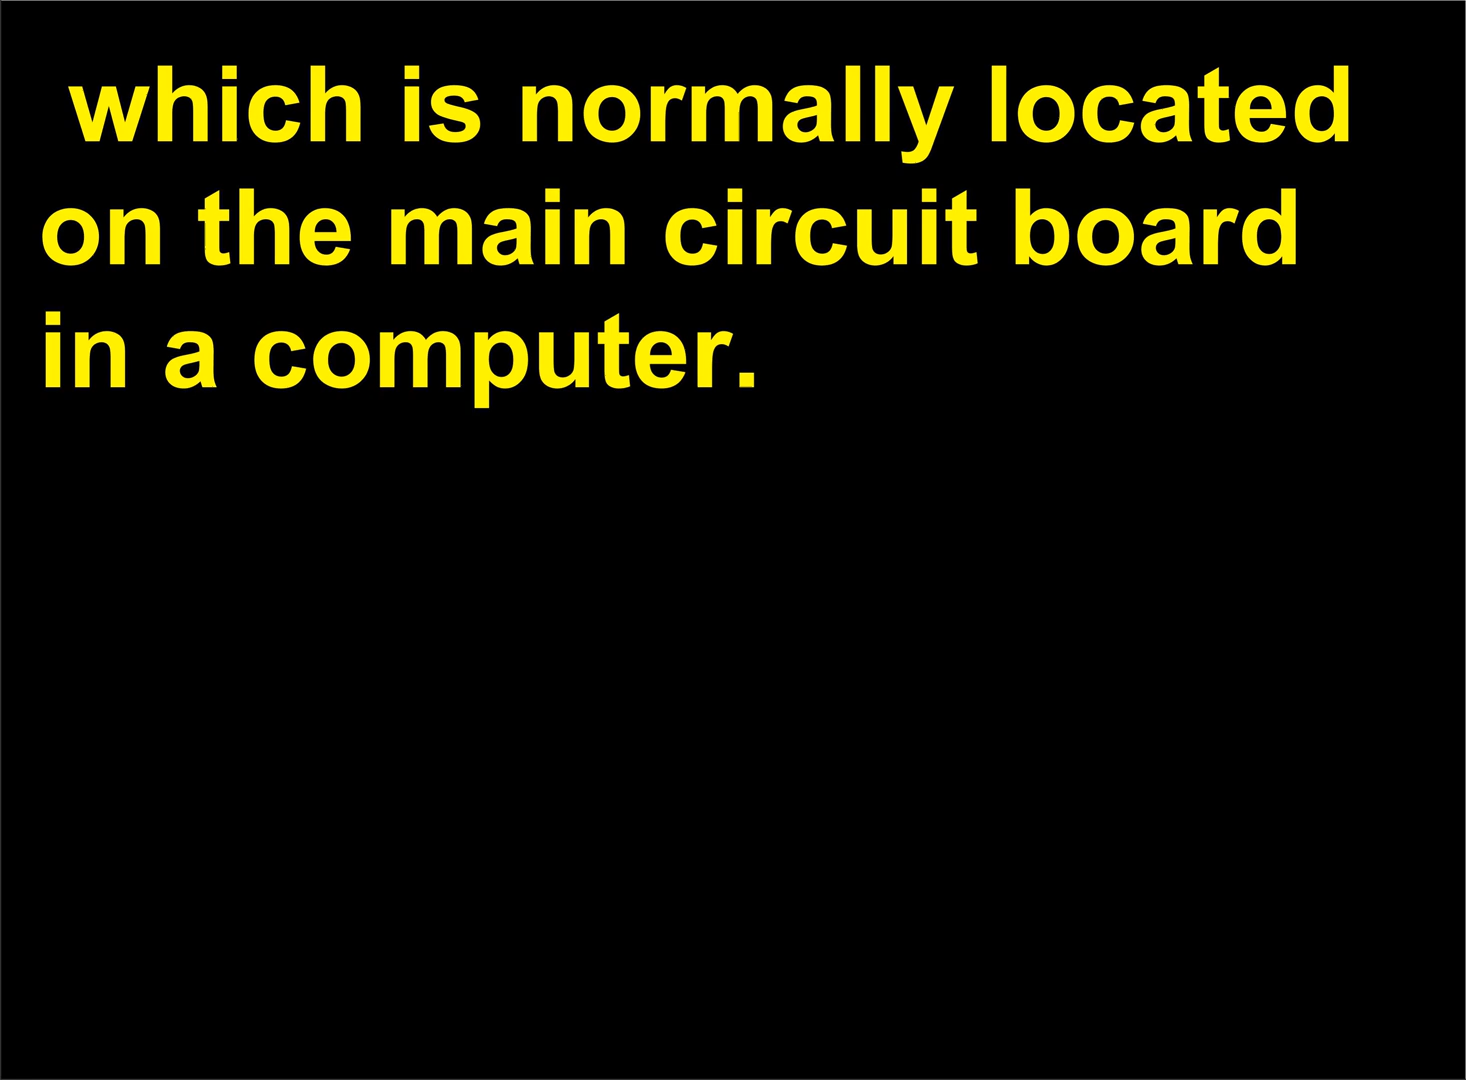 which is normally located
on the main circuit board
in a computer.